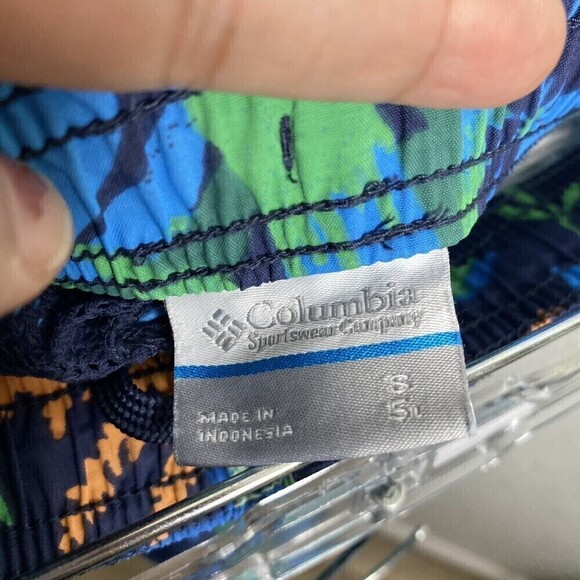 Columbia
Sportswear Company
S
MADE IN
INDONESIA